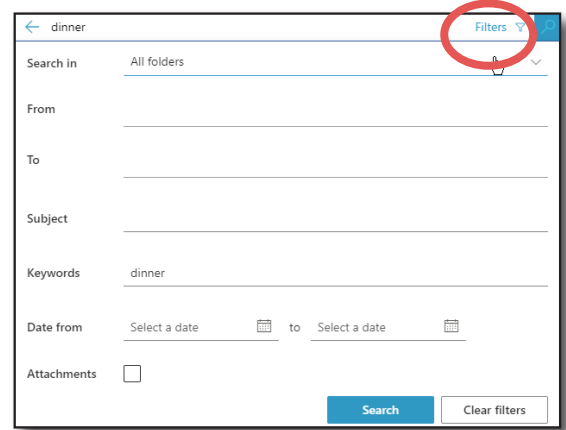 dinner Filters
Search in All folders
From
To
Subject
Keywords dinner
Date from Select a date to Select a date
Attachments
Search Clear filters